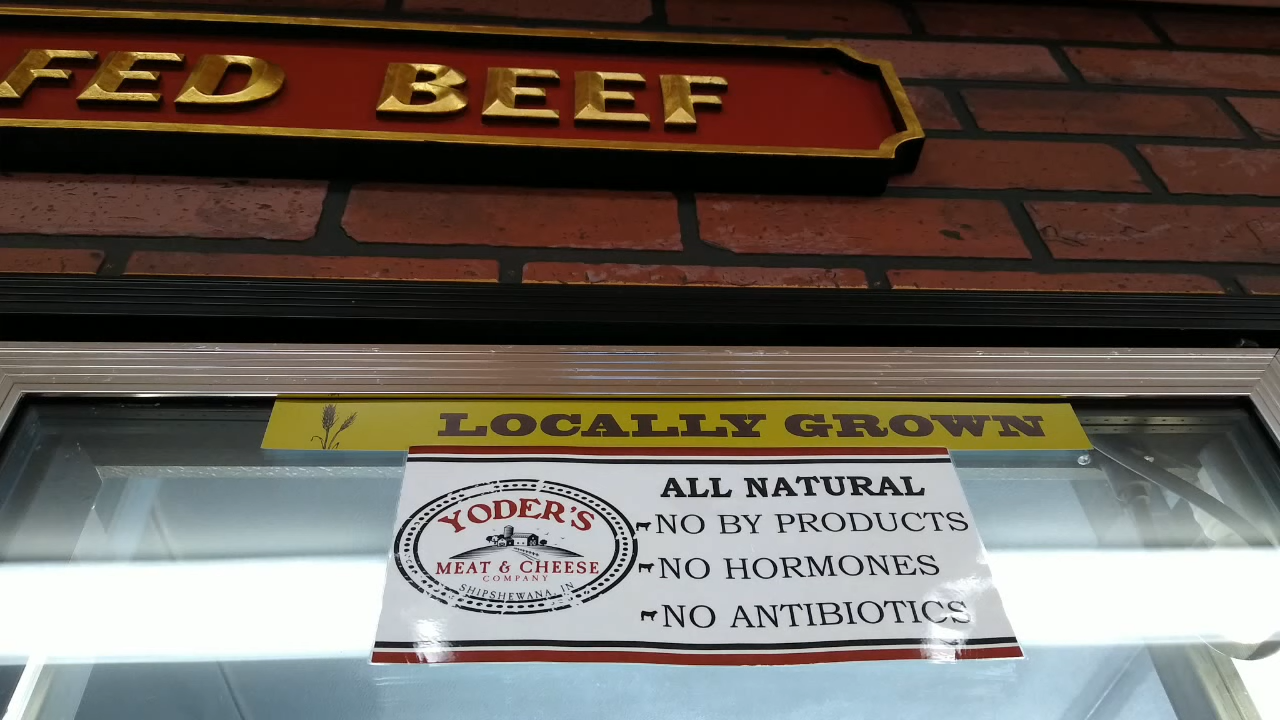 FED BEEF
LOCALLY GROWN
YODER'S
MEAT & CHEESE
COMPANY
SHIPSHEWANA, IN
ALL NATURAL
NO BY PRODUCTS
NO HORMONES
NO ANTIBIOTICS